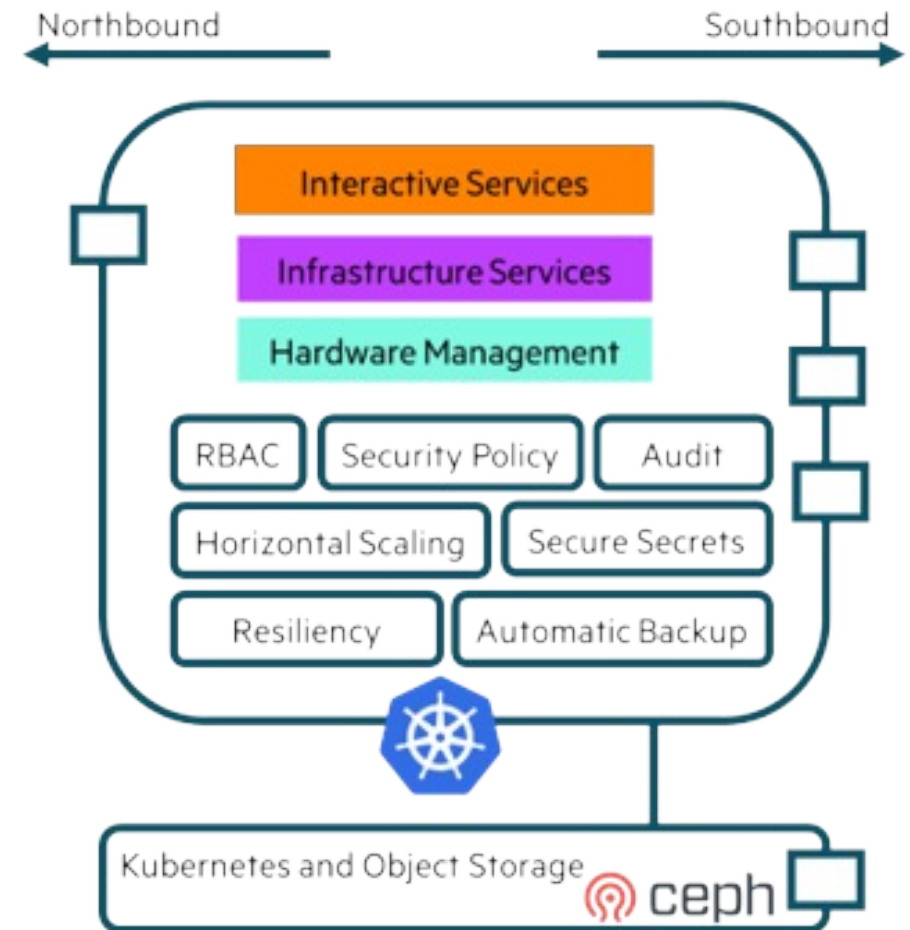 Northbound
Southbound
Interactive Services
Infrastructure Services
Hardware Management
RBAC
Security Policy
Audit
Horizontal Scaling
Secure Secrets
Resiliency
Automatic Backup
Kubernetes and Object Storage
ceph